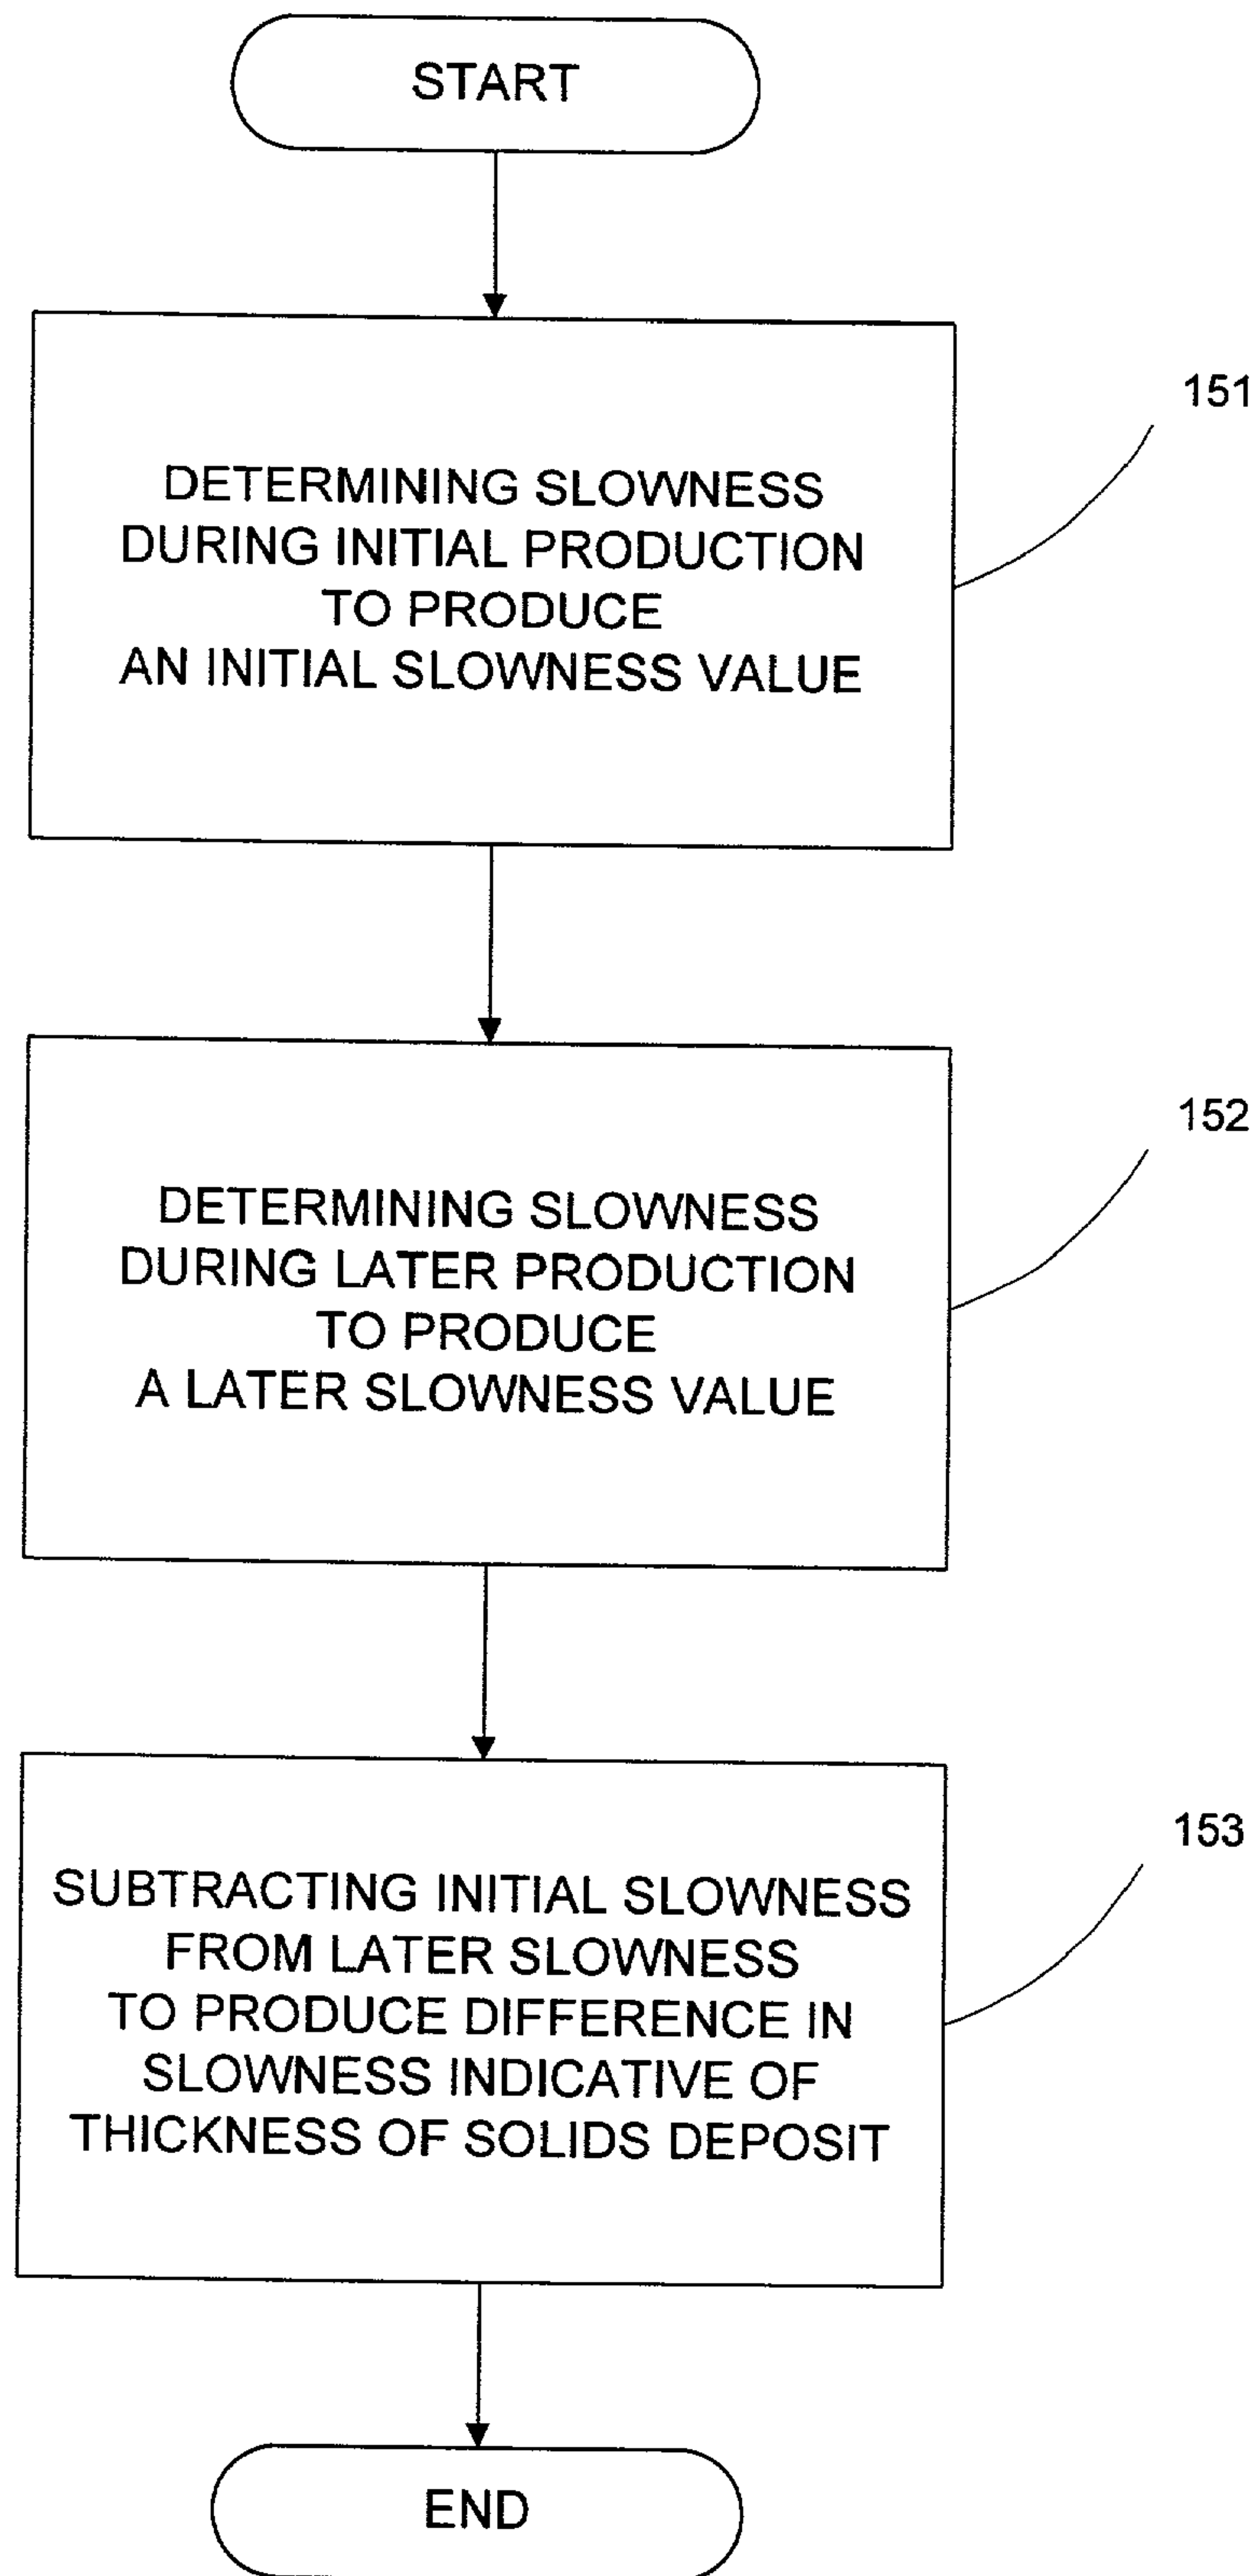 START
151
DETERMINING SLOWNESS
DURING INITIAL PRODUCTION
TO PRODUCE
AN INITIAL SLOWNESS VALUE
152
DETERMINING SLOWNESS
DURING LATER PRODUCTION
TO PRODUCE
A LATER SLOWNESS VALUE
153
SUBTRACTING INITIAL SLOWNESS
FROM LATER SLOWNESS
TO PRODUCE DIFFERENCE IN
SLOWNESS INDICATIVE OF
THICKNESS OF SOLIDS DEPOSIT
END